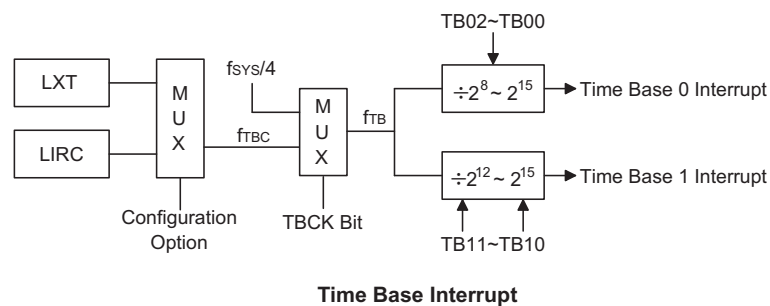 TB02~TB00
LXT
LIRC
M
U
X
fSYS/4
fTBC
M
U
X
fTB
÷2^8 ~ 2^15
Time Base 0 Interrupt
÷2^12 ~ 2^15
Time Base 1 Interrupt
Configuration
Option
TBCK Bit
TB11~TB10
Time Base Interrupt